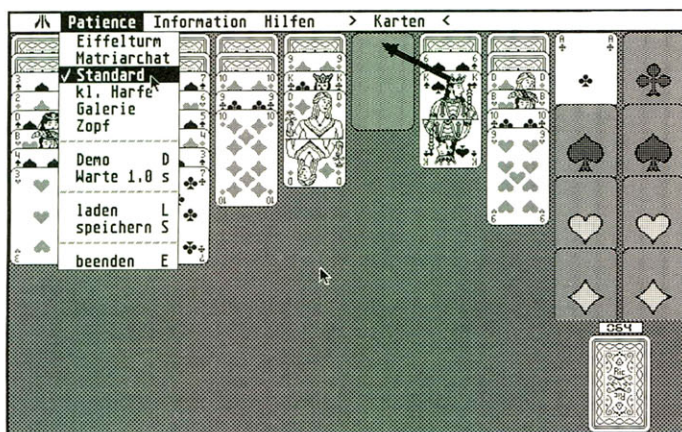 Patience Information Hilfen > Karten <
Eiffelturm
Matriarchat
✓ Standard
kl. Harfe
Galerie
Zopf
Demo D
Warte 1.0 s
laden L
speichern S
beenden E
064